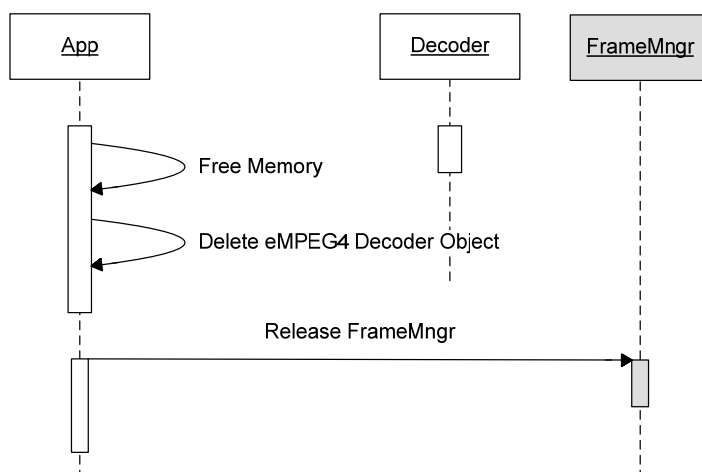 App
Decoder
FrameMngr
Free Memory
Delete eMPEG4 Decoder Object
Release FrameMngr